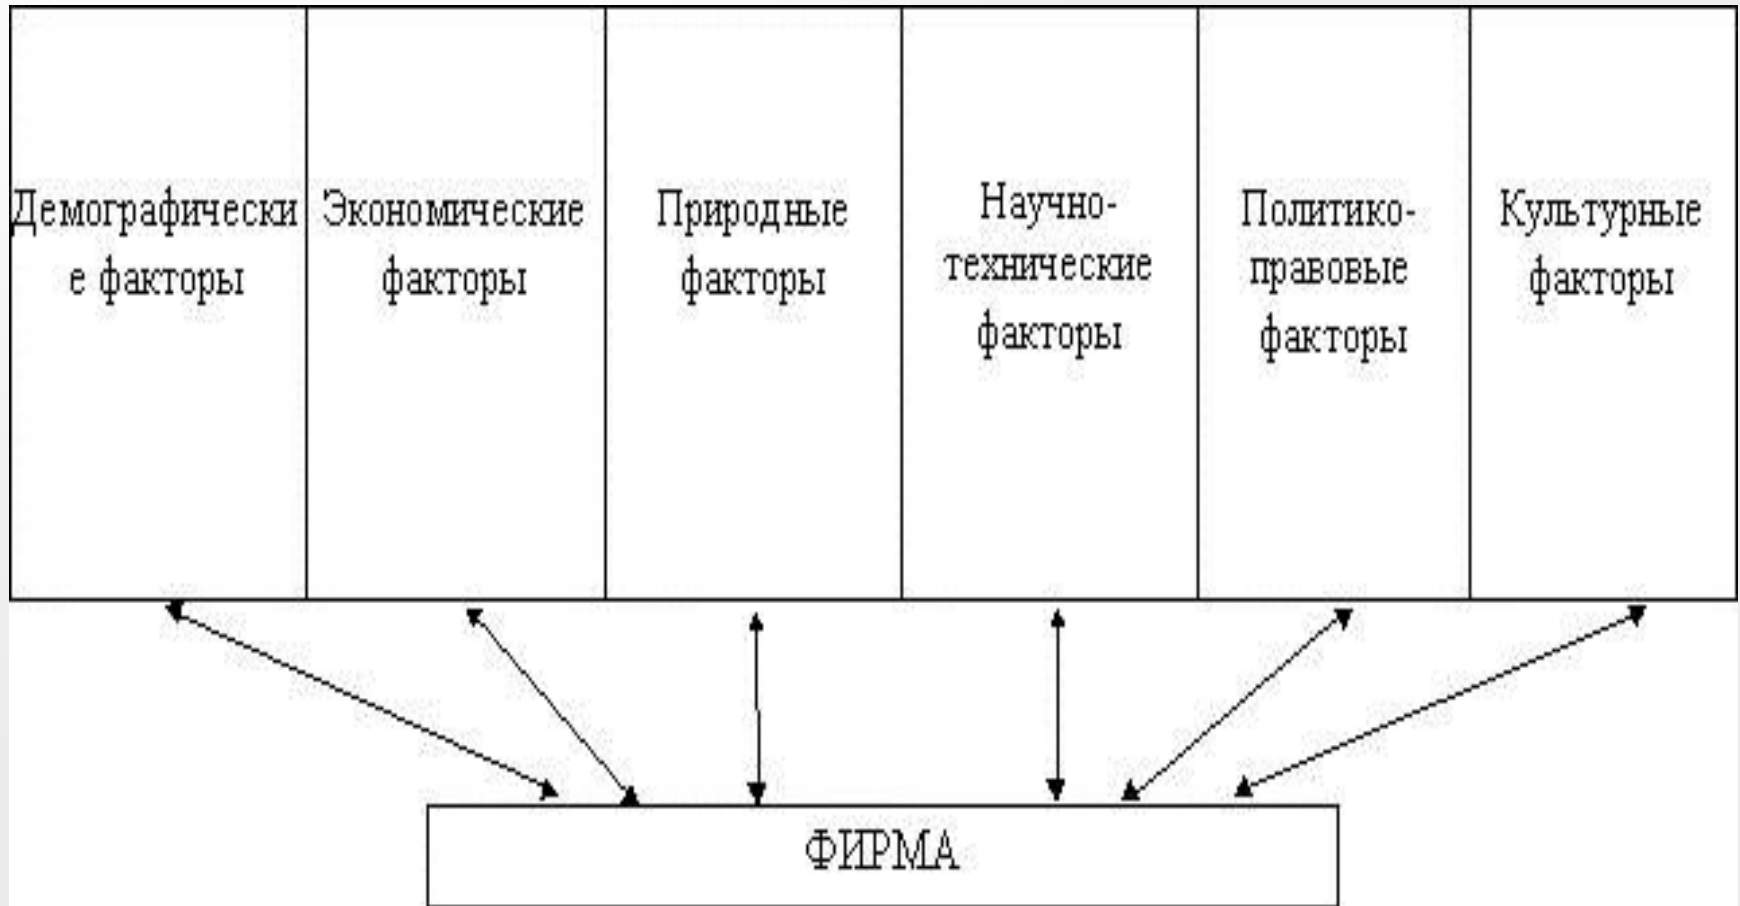 Демографически
е факторы
Экономические
факторы
Природные
факторы
Научно-
технические
факторы
Политико-
правовые
факторы
Культурные
факторы
ФИРМА